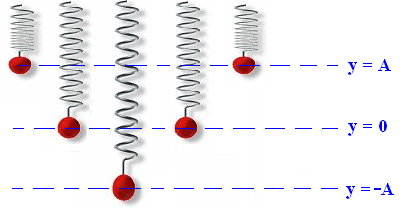 y = A
y = 0
y = -A